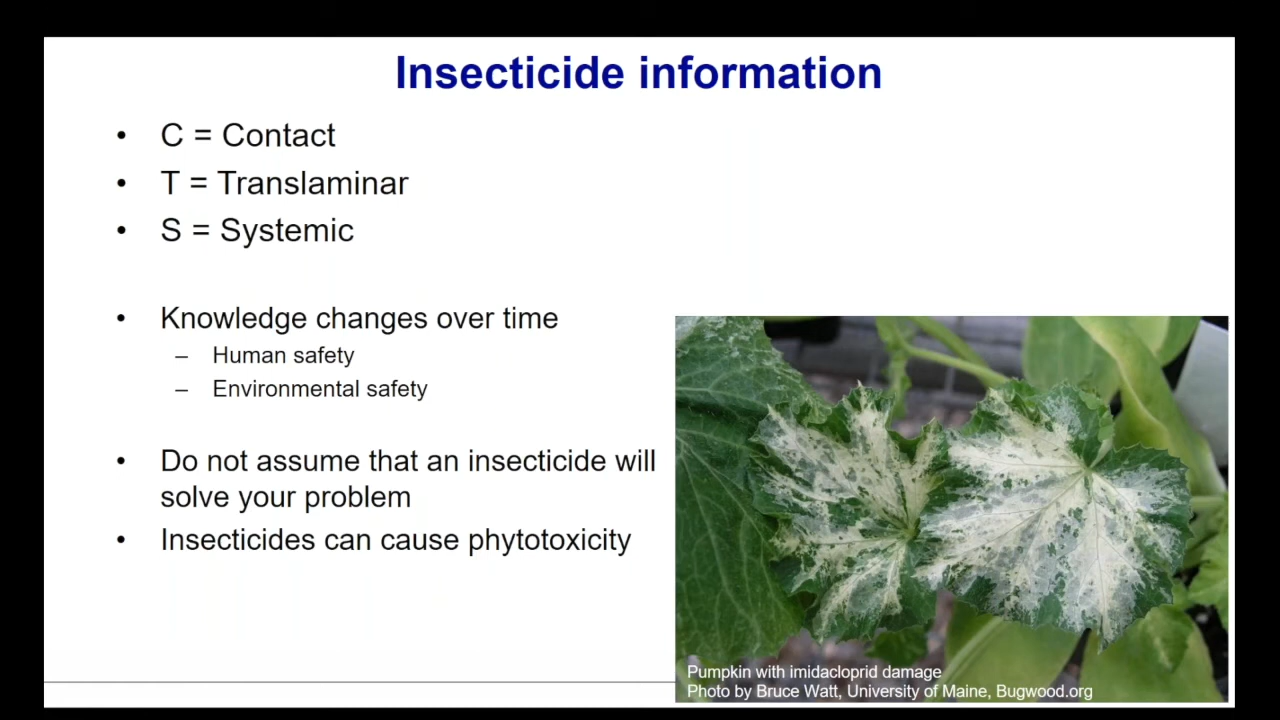 Insecticide information
• C = Contact
• T = Translaminar
• S = Systemic
• Knowledge changes over time
– Human safety
– Environmental safety
• Do not assume that an insecticide will
solve your problem
• Insecticides can cause phytotoxicity
Pumpkin with imidacloprid damage
Photo by Bruce Watt, University of Maine, Bugwood.org